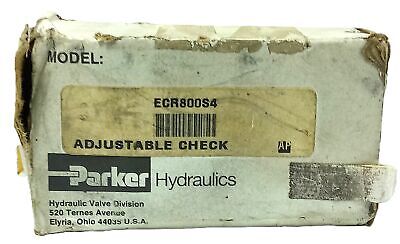 MODEL:
ECR800S4
ADJUSTABLE CHECK AP
Parker Hydraulics
Hydraulic Valve Division
520 Ternes Avenue
Elyria, Ohio 44035 U.S.A.